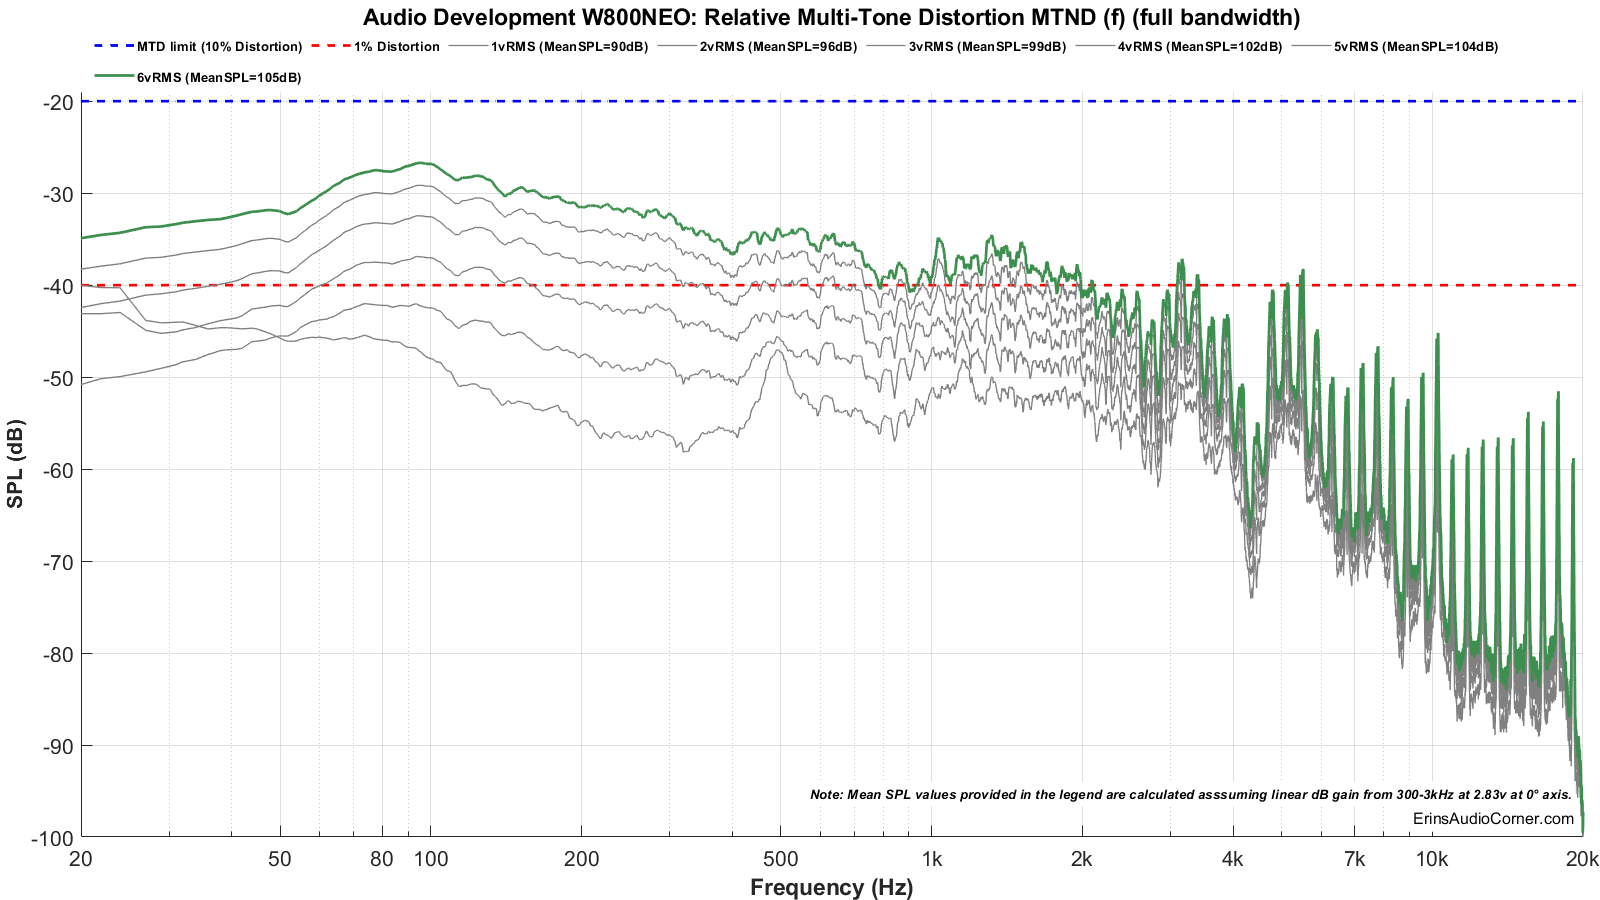 Audio Development W800NEO: Relative Multi-Tone Distortion MTND (f) (full bandwidth)
MTD limit (10% Distortion) 1% Distortion 1vRMS (MeanSPL=90dB) 2vRMS (MeanSPL=96dB) 3vRMS (MeanSPL=99dB) 4vRMS (MeanSPL=102dB) 5vRMS (MeanSPL=104dB)
6vRMS (MeanSPL=105dB)
-20
-30
-40
-50
-60
-70
-80
-90
-100
SPL (dB)
Note: Mean SPL values provided in the legend are calculated asssuming linear dB gain from 300-3kHz at 2.83v at 0° axis.
ErinsAudioCorner.com
20 50 80 100 200 500 1k 2k 4k 7k 10k 20k
Frequency (Hz)